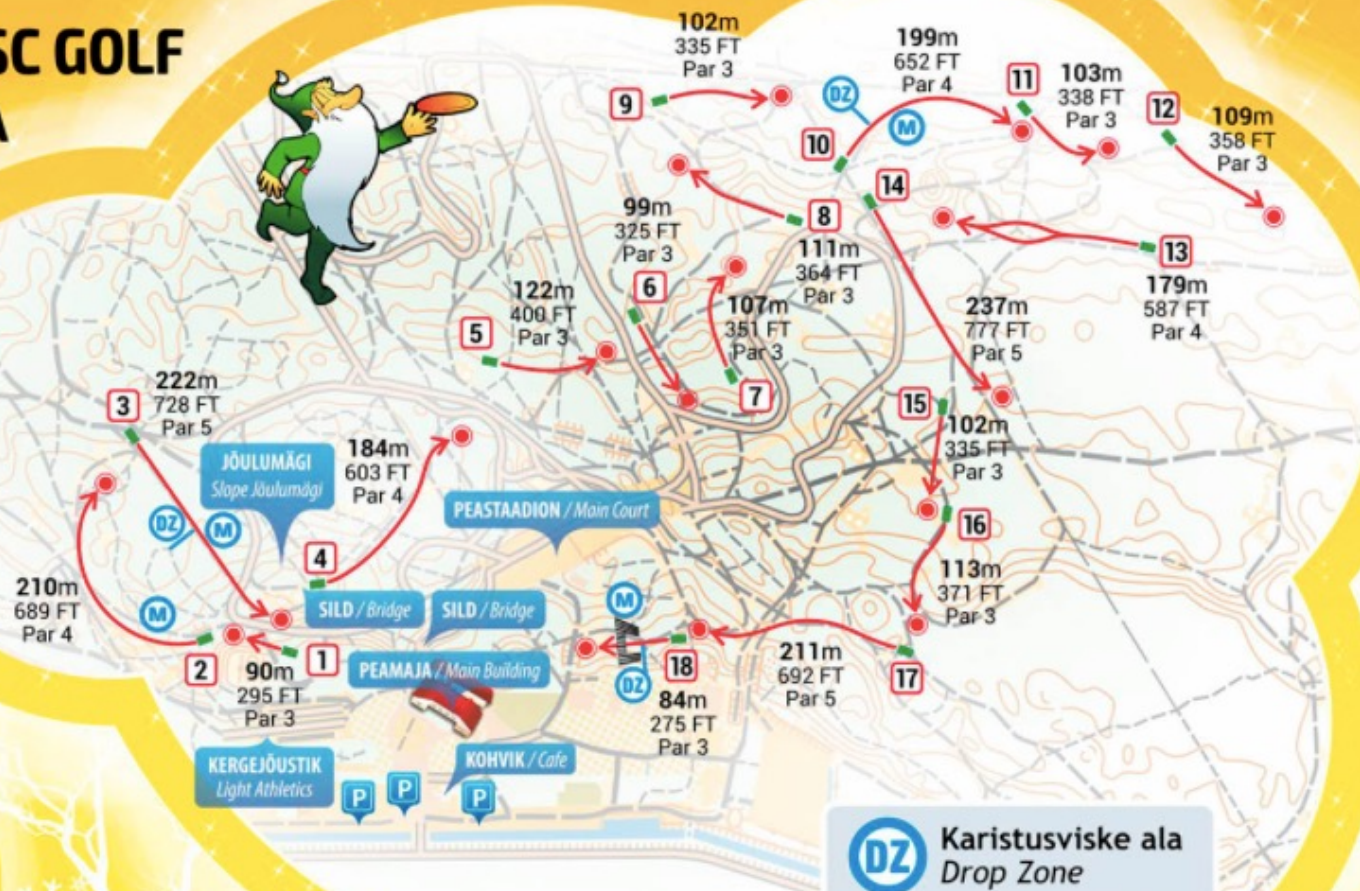 SC GOLF
A
102m
335 FT
Par 3
9
199m
652 FT
Par 4
DZ
M
10
11
103m
338 FT
Par 3
12
109m
358 FT
Par 3
14
8
111m
364 FT
Par 3
13
179m
587 FT
Par 4
99m
325 FT
Par 3
6
122m
400 FT
Par 3
5
107m
351 FT
Par 3
7
237m
777 FT
Par 5
3
222m
728 FT
Par 5
15
102m
335 FT
Par 3
JÕULUMÄGI
Slope Jõulumägi
184m
603 FT
Par 4
PEASTAADION / Main Court
DZ
M
16
4
113m
371 FT
Par 3
210m
689 FT
Par 4
M
SILD / Bridge
SILD / Bridge
M
2
90m
295 FT
Par 3
1
PEAMAJA / Main Building
DZ
18
84m
275 FT
Par 3
211m
692 FT
Par 5
17
KERGEJÕUSTIK
Light Athletics
KOHVIK / Cafe
P
P
P
DZ
Karistusviske ala
Drop Zone